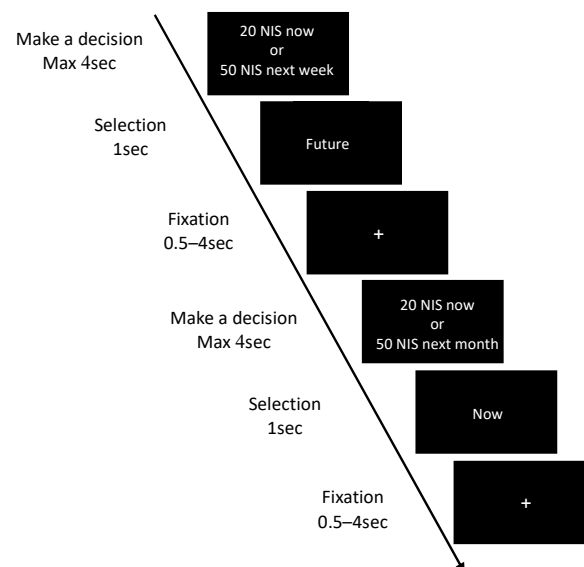 Make a decision
Max 4sec
20 NIS now
or
50 NIS next week
Selection
1sec
Future
Fixation
0.5–4sec
+
Make a decision
Max 4sec
20 NIS now
or
50 NIS next month
Selection
1sec
Now
Fixation
0.5–4sec
+